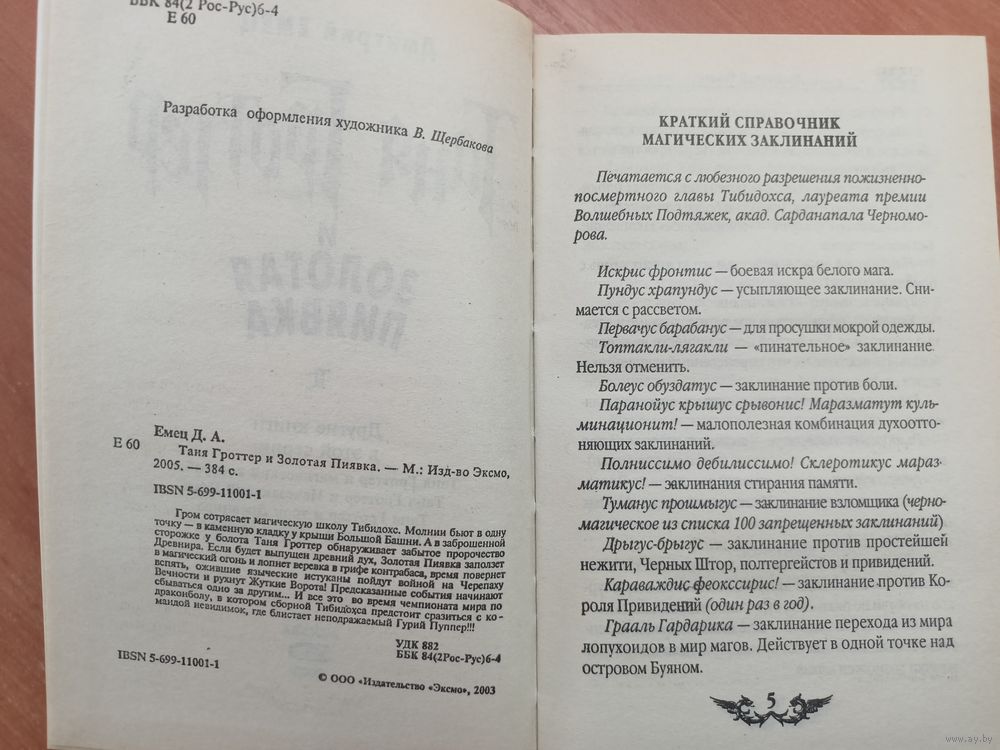 ББК 84(2 Рос-Рус)6-4
Е 60
Разработка оформления художника В. Щербакова
Емец Д. А.
Е 60
Таня Гроттер и Золотая Пиявка. — М.: Изд-во Эксмо,
2005. — 384 с.
ISBN 5-699-11001-1
Гром сотрясает магическую школу Тибидохс. Молнии бьют в одну
точку — в каменную кладку у крыши Большой Башни. А в заброшенной
сторожке у болота Таня Гроттер обнаруживает забытое пророчество
Древнира. Если будет выпущен древний дух, Золотая Пиявка заползет
в магический огонь и лопнет веревка в грифе контрабаса, время повернет
вспять, ожившие языческие истуканы пойдут войной на Черепаху
Вечности и рухнут Жуткие Ворота! Предсказанные события начинают
сбываться одно за другим... И все это во время чемпионата мира по
драконболу, в котором сборной Тибидохса предстоит сразиться с ко-
мандой невидимок, где блистает неподражаемый Гурий Пуппер!!!
УДК 882
ББК 84(2Рос-Рус)6-4
ISBN 5-699-11001-1
© ООО «Издательство «Эксмо», 2003
КРАТКИЙ СПРАВОЧНИК
МАГИЧЕСКИХ ЗАКЛИНАНИЙ
Печатается с любезного разрешения пожизненно-
посмертного главы Тибидохса, лауреата премии
Волшебных Подтяжек, акад. Сарданапала Черномо-
рова.
Искрис фронтис — боевая искра белого мага.
Пундус храпундус — усыпляющее заклинание. Сни-
мается с рассветом.
Первачус барабанус — для просушки мокрой одежды.
Топтакли-лягакли — «пинательное» заклинание.
Нельзя отменить.
Болеус обуздатус — заклинание против боли.
Паранойус крышус срывонис! Маразматут куль-
минационит! — малополезная комбинация духоотго-
няющих заклинаний.
Полниссимо дебилиссимо! Склеротикус мараз-
матикус! — заклинания стирания памяти.
Туманус прошмыгус — заклинание взломщика (черно-
магическое из списка 100 запрещенных заклинаний)
Дрыгус-брыгус — заклинание против простейшей
нежити, Черных Штор, полтергейстов и привидений.
Караваждис феокссирис! — заклинание против Ко-
роля Привидений (один раз в год).
Грааль Гардарика — заклинание перехода из мира
лопухоидов в мир магов. Действует в одной точке над
островом Буяном.
5
www.ay.by